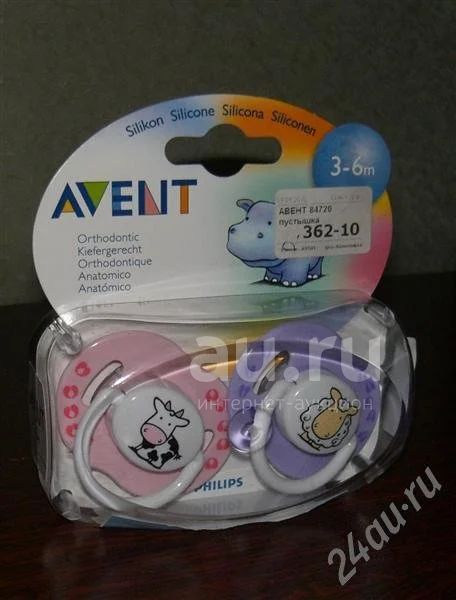 Silikon Silicone Silicona Siliconen
3-6m
AVENT
Orthodontic
Kiefergerecht
Orthodontique
Anatomico
Anatómico
АВЕНТ 84720
пустышка
362-10
au.ru
интернет-аукцион
PHILIPS
24au.ru